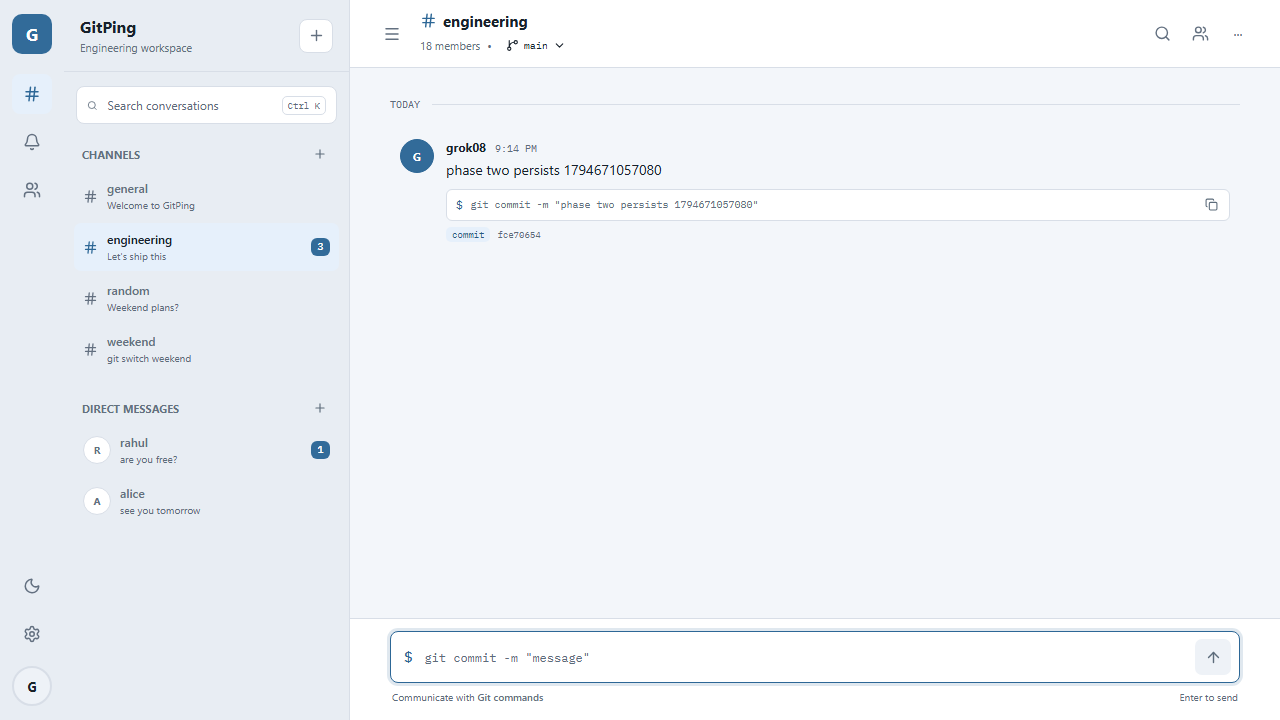 G
GitPing
Engineering workspace
Search conversations
Ctrl K
CHANNELS
general
Welcome to GitPing
engineering
Let's ship this
3
random
Weekend plans?
weekend
git switch weekend
DIRECT MESSAGES
R
rahul
are you free?
1
A
alice
see you tomorrow
G
# engineering
18 members • main
TODAY
G
grok08 9:14 PM
phase two persists 1794671057080
$ git commit -m "phase two persists 1794671057080"
commit fce70654
$ git commit -m "message"
Communicate with Git commands
Enter to send